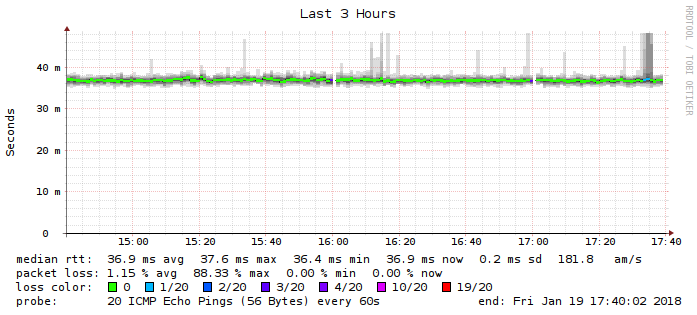 Last 3 Hours
RRDTOOL / TOBI OETIKER
Seconds
40 m
30 m
20 m
10 m
0
15:00 15:20 15:40 16:00 16:20 16:40 17:00 17:20 17:40
median rtt: 36.9 ms avg 37.6 ms max 36.4 ms min 36.9 ms now 0.2 ms sd 181.8 am/s
packet loss: 1.15 % avg 88.33 % max 0.00 % min 0.00 % now
loss color: 0 1/20 2/20 3/20 4/20 10/20 19/20
probe: 20 ICMP Echo Pings (56 Bytes) every 60s end: Fri Jan 19 17:40:02 2018